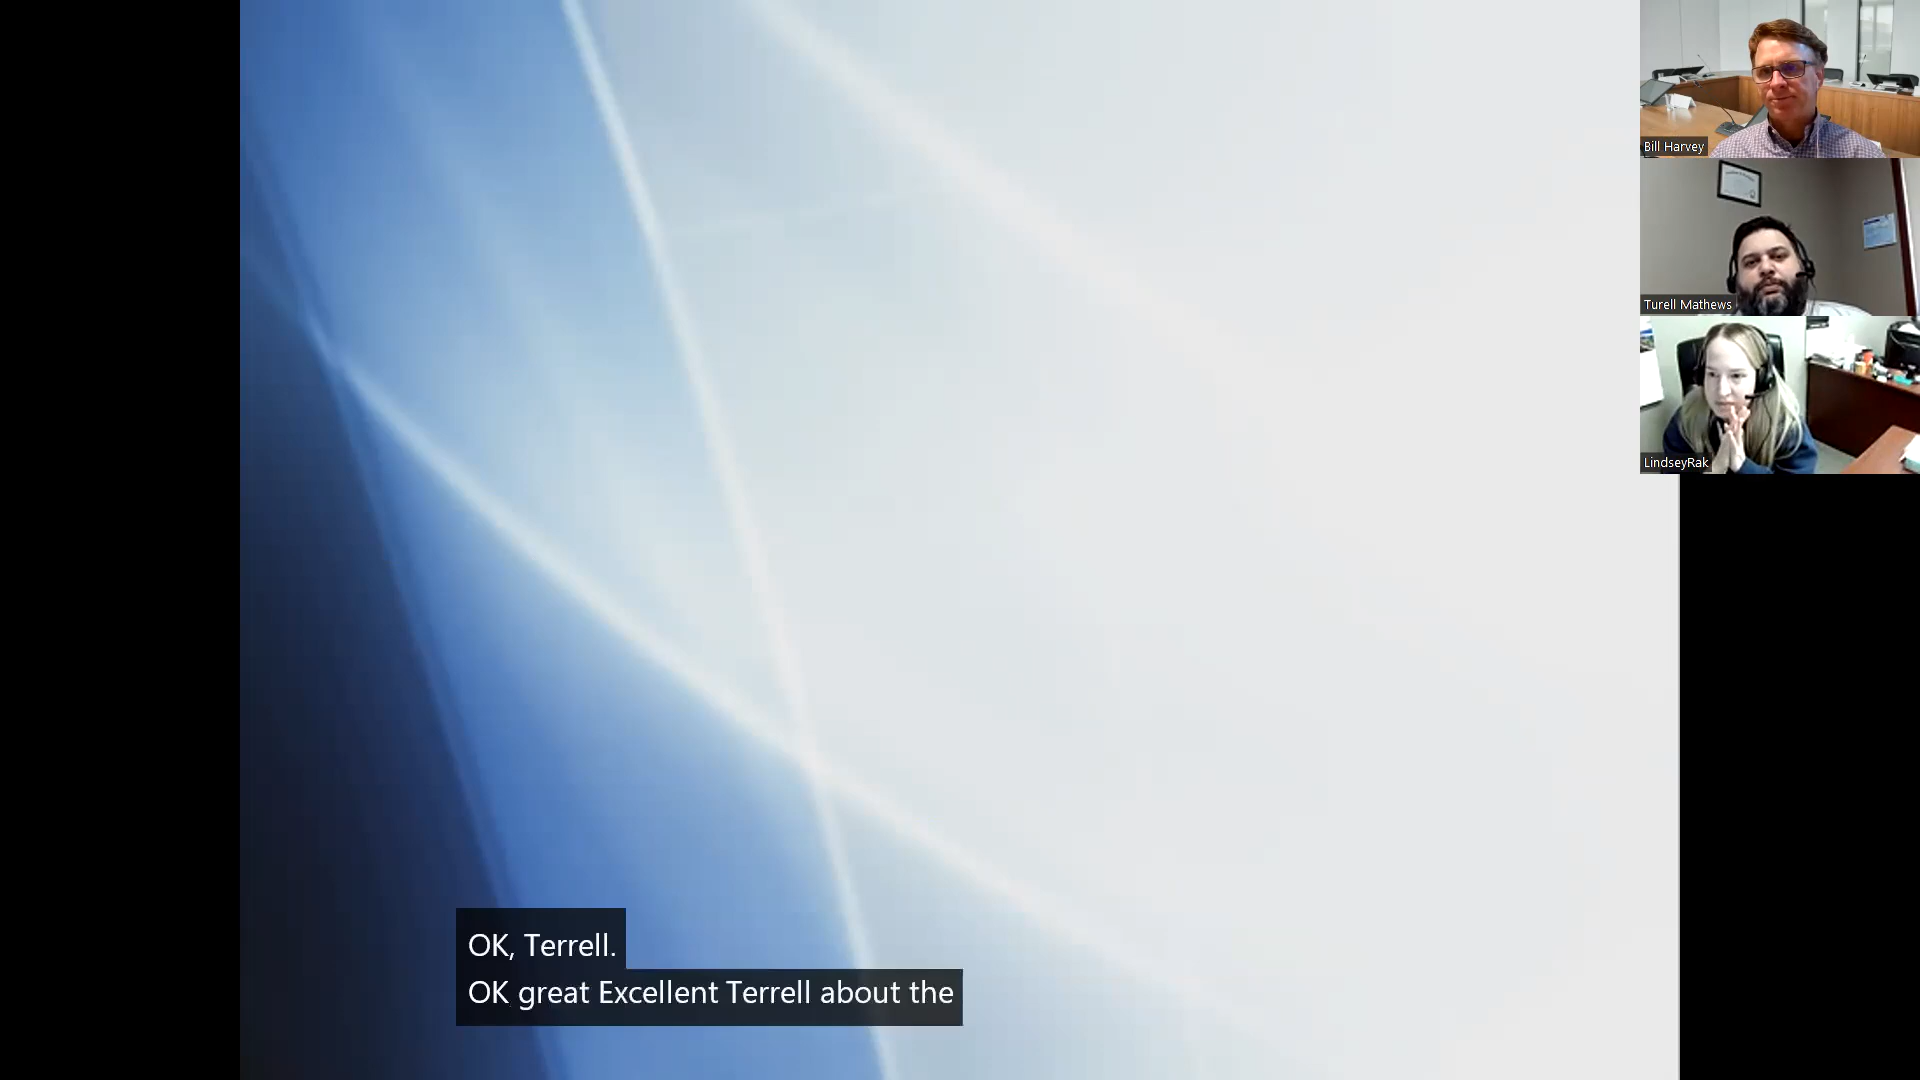 Bill Harvey
Turell Mathews
LindseyRak
OK, Terrell.
OK great Excellent Terrell about the